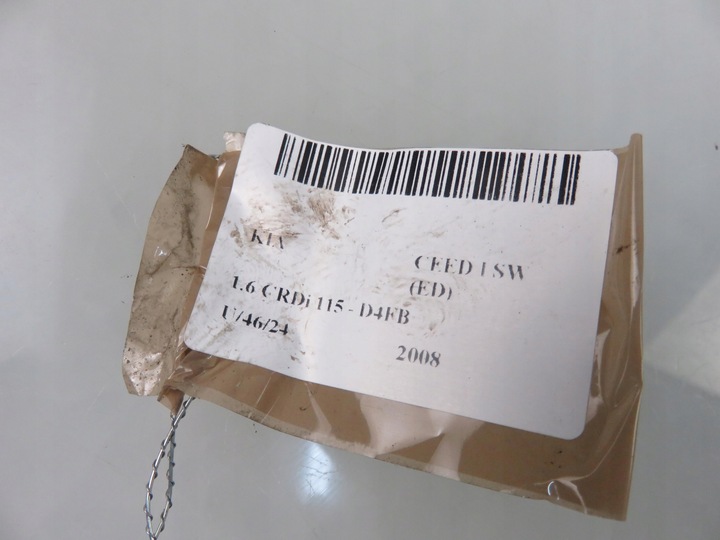 KIA
CEED I SW
(ED)
1.6 CRDi 115 - D4FB
U/46/24
2008